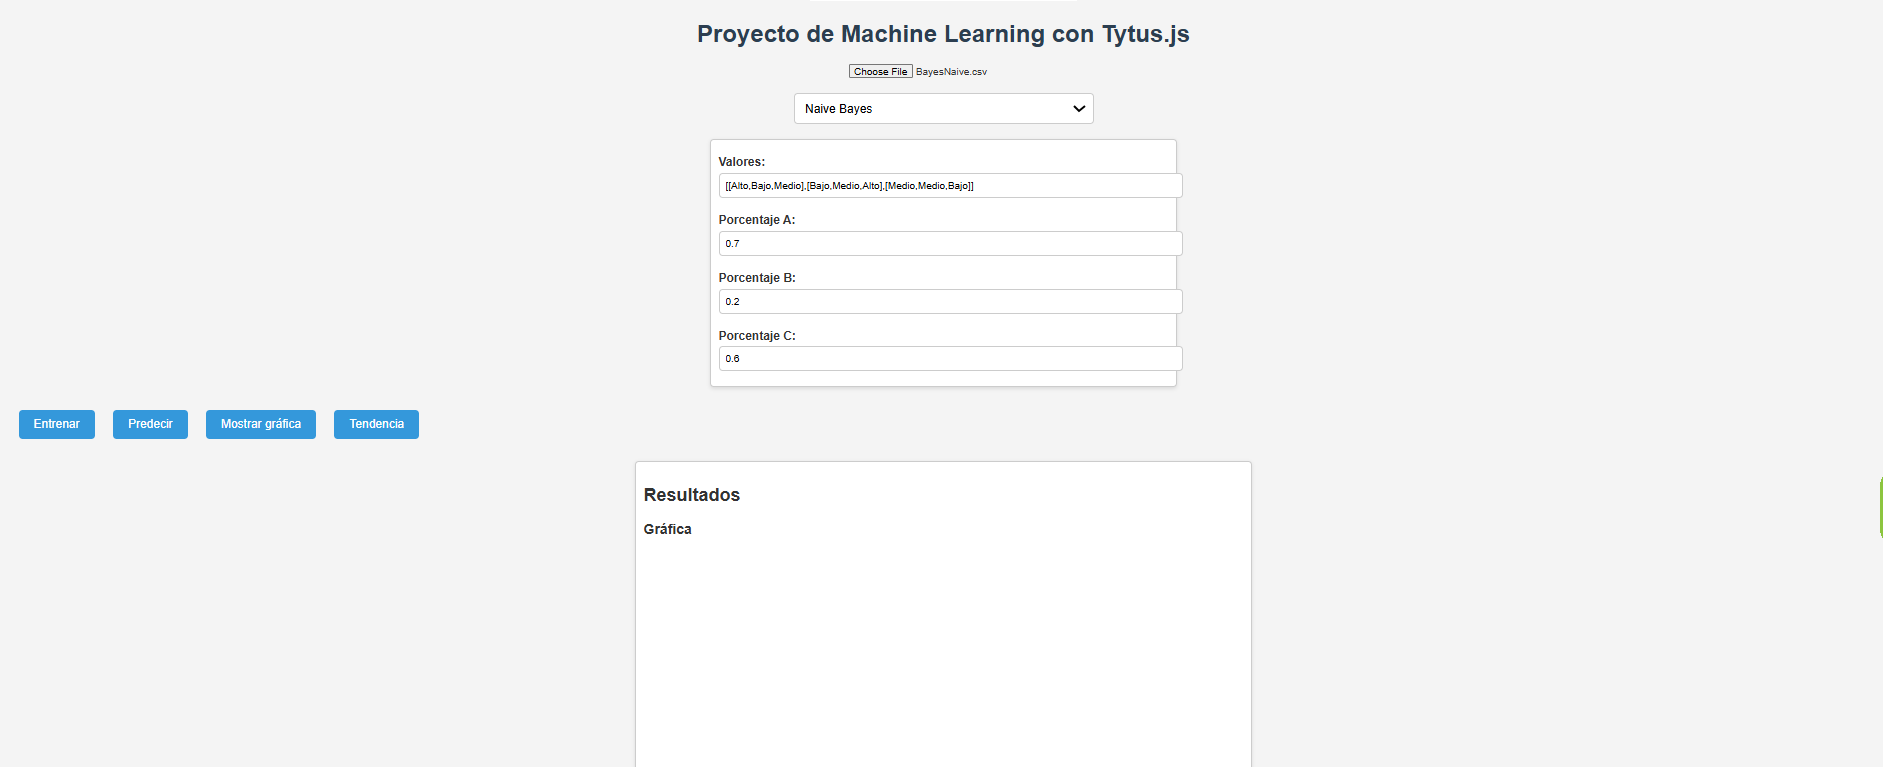 Proyecto de Machine Learning con Tytus.js
Choose File BayesNaive.csv
Naive Bayes
Valores:
[[Alto,Bajo,Medio],[Bajo,Medio,Alto],[Medio,Medio,Bajo]]
Porcentaje A:
0.7
Porcentaje B:
0.2
Porcentaje C:
0.6
Entrenar Predecir Mostrar gráfica Tendencia
Resultados
Gráfica